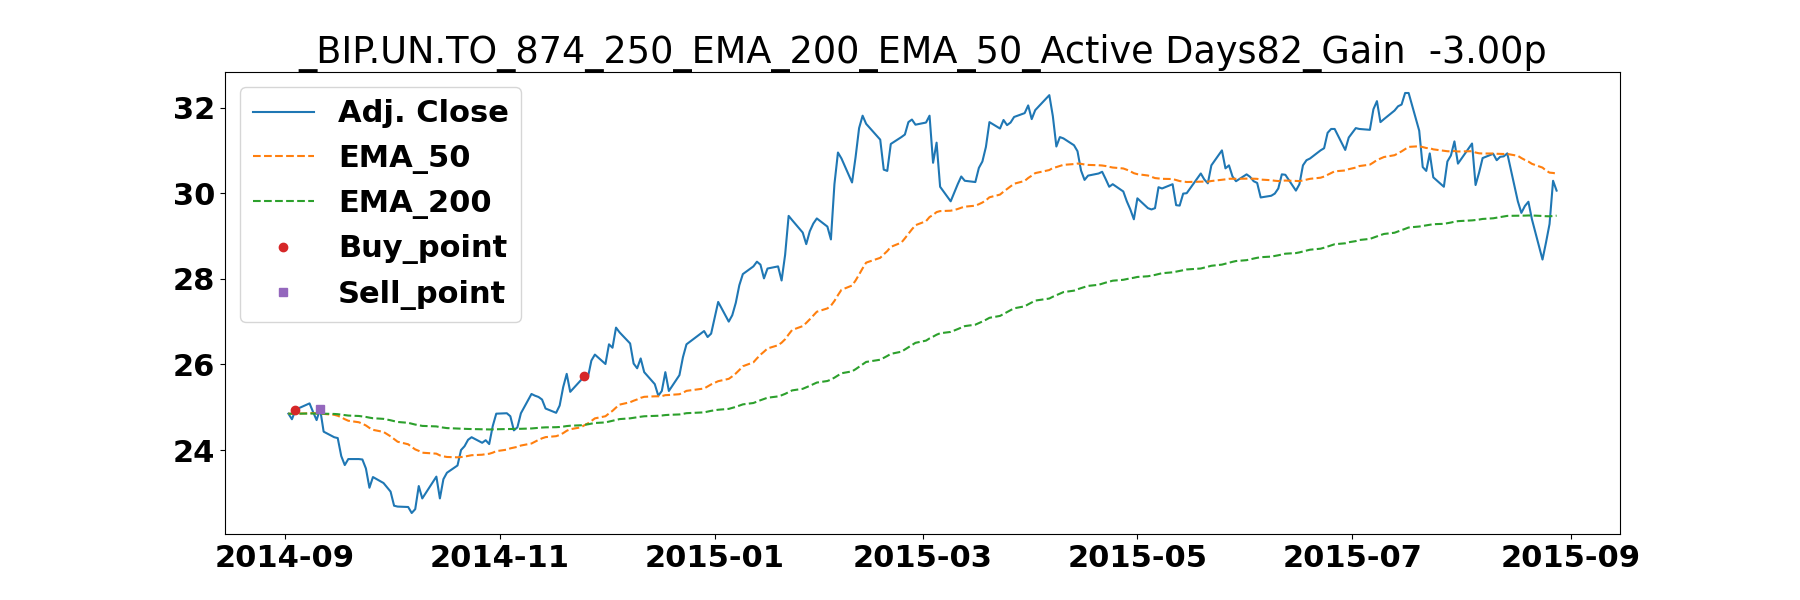 _BIP.UN.TO_874_250_EMA_200_EMA_50_Active Days82_Gain  -3.00p
Adj. Close
EMA_50
EMA_200
Buy_point
Sell_point
32
30
28
26
24
2014-09 2014-11 2015-01 2015-03 2015-05 2015-07 2015-09